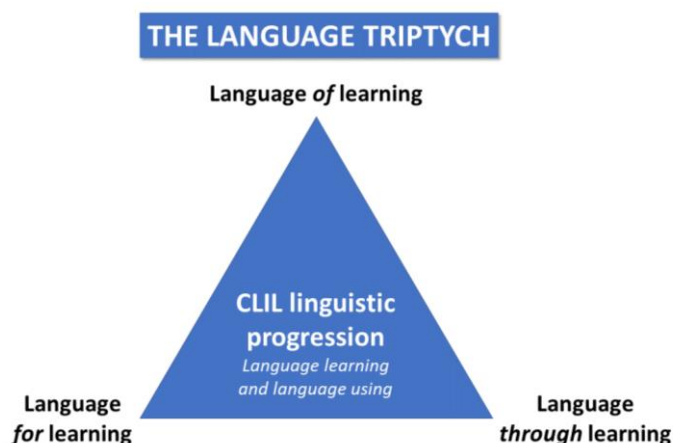 THE LANGUAGE TRIPTYCH
Language of learning
CLIL linguistic
progression
Language learning
and language using
Language
for learning
Language
through learning